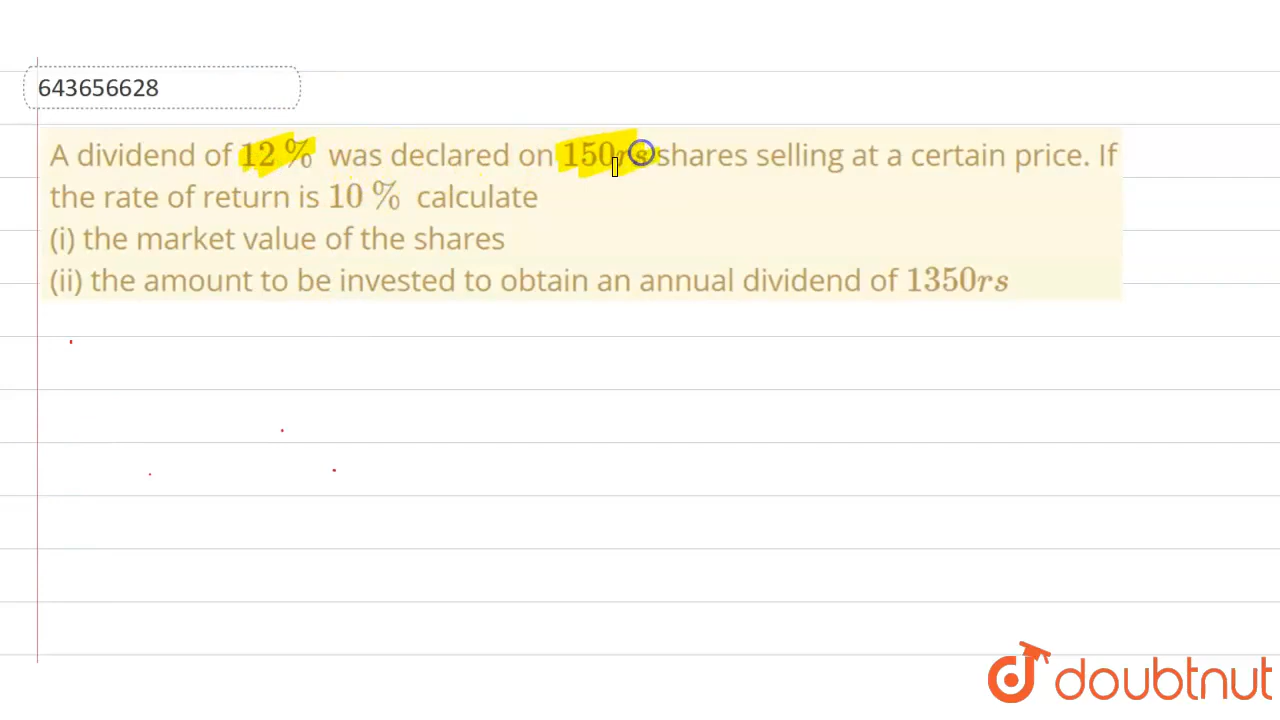 643656628
A dividend of 12 % was declared on 150rs shares selling at a certain price. If
the rate of return is 10 % calculate
(i) the market value of the shares
(ii) the amount to be invested to obtain an annual dividend of 1350rs
doubtnut